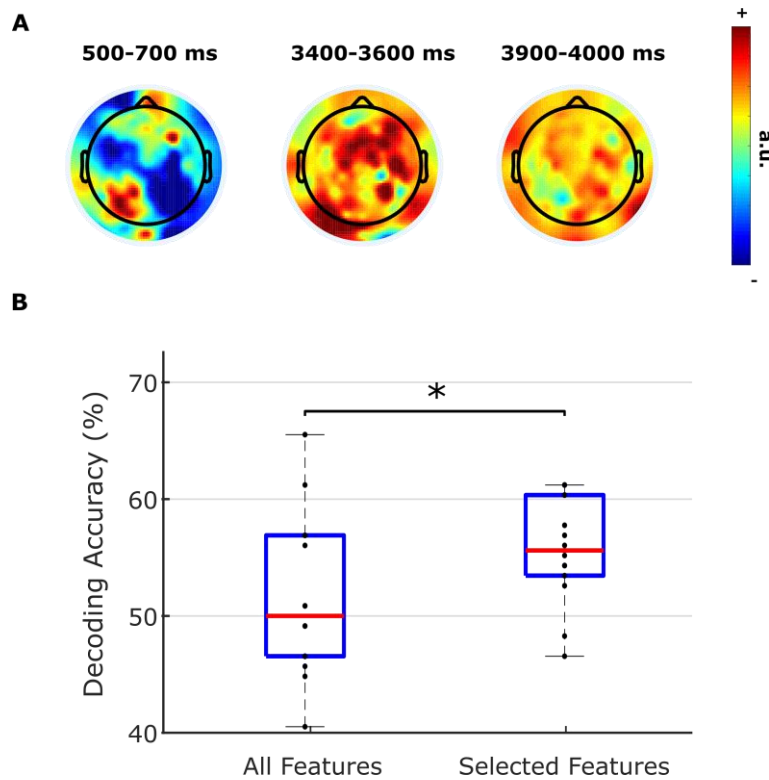 A
500-700 ms 3400-3600 ms 3900-4000 ms
+
a.u.
-
B
*
Decoding Accuracy (%)
70
60
50
40
All Features Selected Features